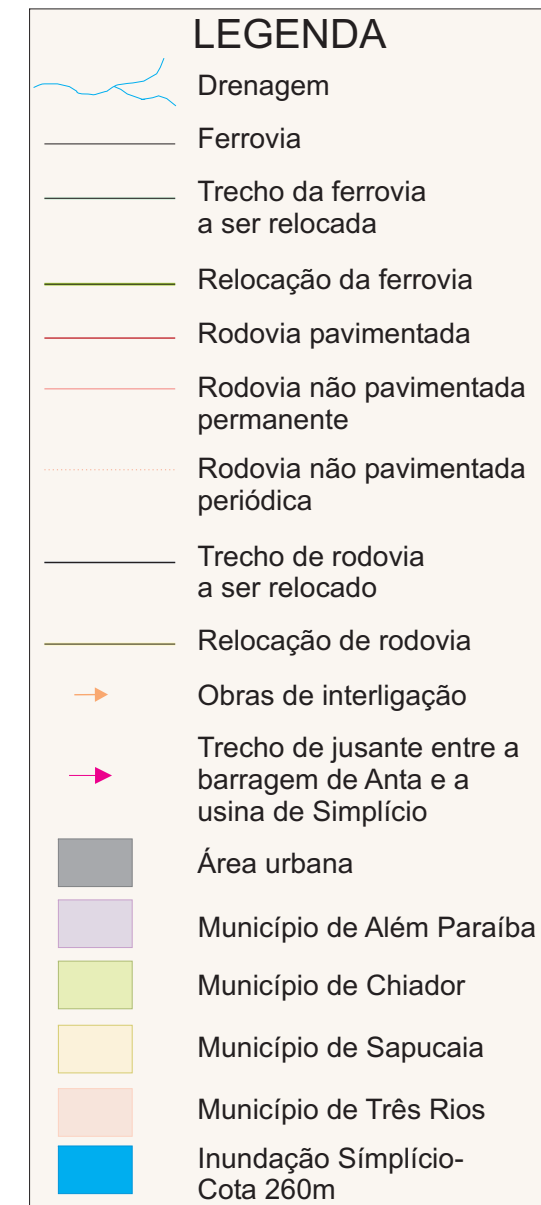 LEGENDA
Drenagem
Ferrovia
Trecho da ferrovia
a ser relocada
Relocação da ferrovia
Rodovia pavimentada
Rodovia não pavimentada
permanente
Rodovia não pavimentada
periódica
Trecho de rodovia
a ser relocado
Relocação de rodovia
Obras de interligação
Trecho de jusante entre a
barragem de Anta e a
usina de Simplício
Área urbana
Município de Além Paraíba
Município de Chiador
Município de Sapucaia
Município de Três Rios
Inundação Símplício-
Cota 260m